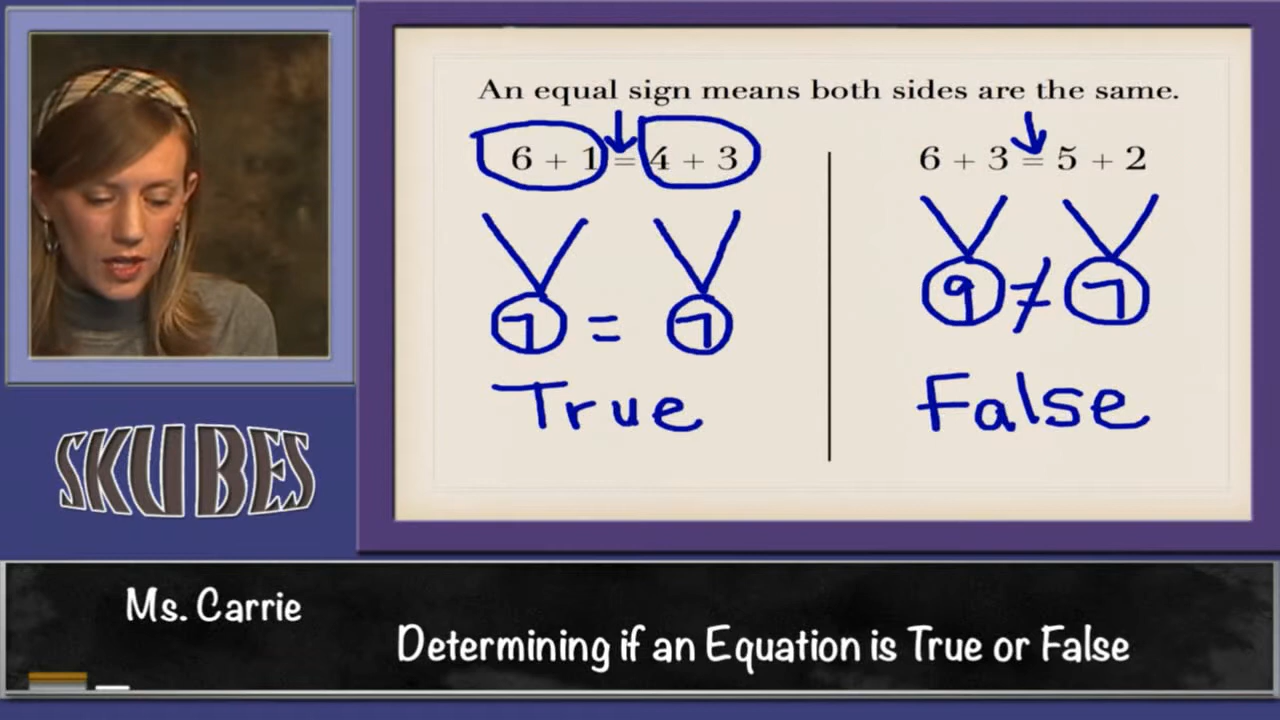 An equal sign means both sides are the same.
6 + 1 = 4 + 3
6 + 3 = 5 + 2
7 = 7
9 ≠ 7
True
False
SKUBES
Ms. Carrie
Determining if an Equation is True or False